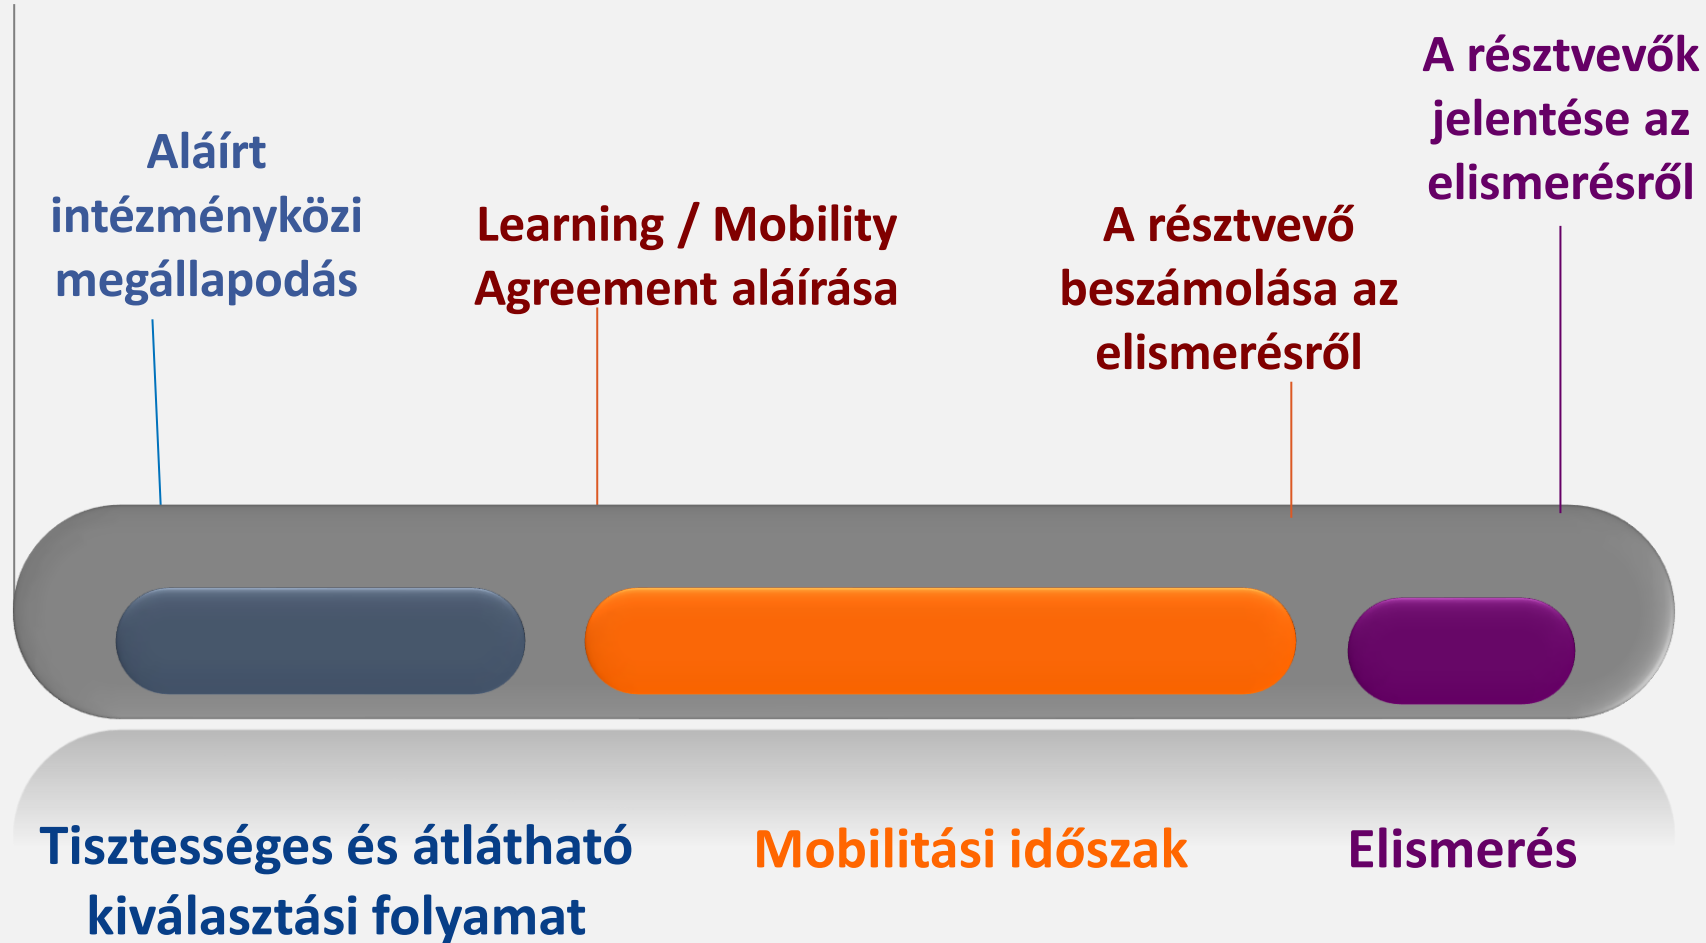 Aláírt
intézményközi
megállapodás
Learning / Mobility
Agreement aláírása
A résztvevő
beszámolása az
elismerésről
A résztvevők
jelentése az
elismerésről
Tisztességes és átlátható
kiválasztási folyamat
Mobilitási időszak
Elismerés